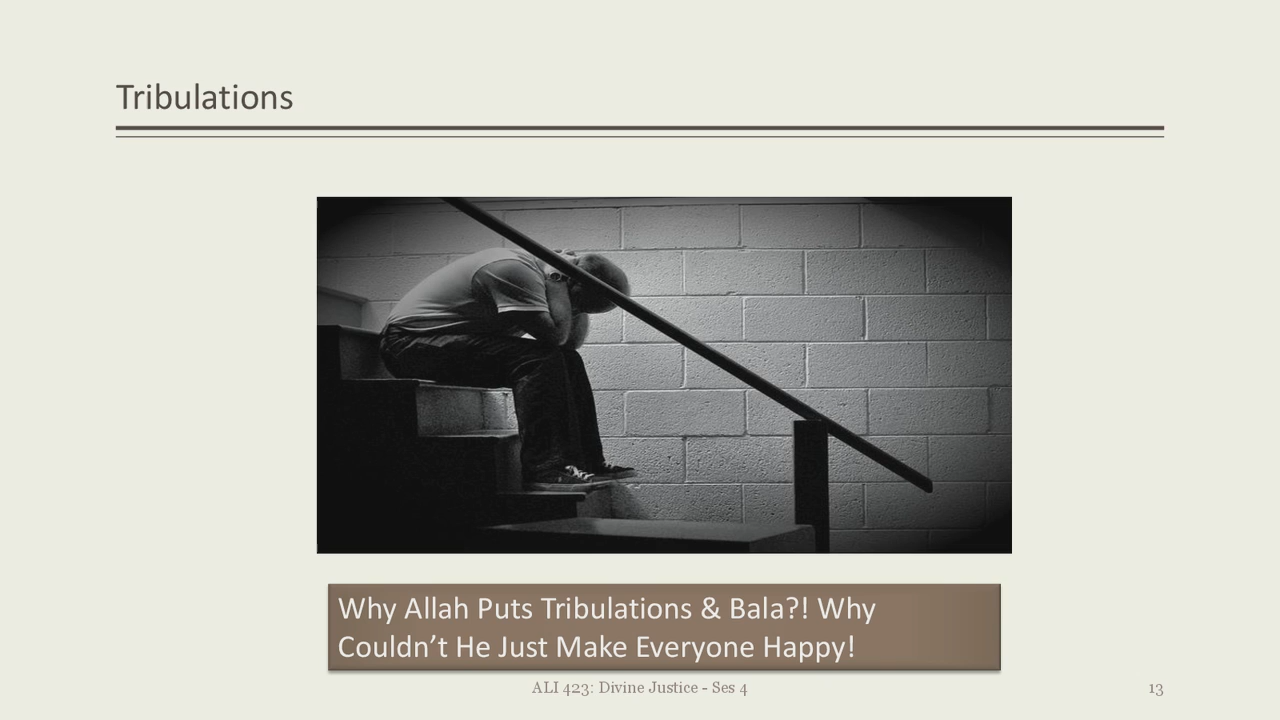 Tribulations
Why Allah Puts Tribulations & Bala?! Why
Couldn’t He Just Make Everyone Happy!
ALI 423: Divine Justice - Ses 4
13